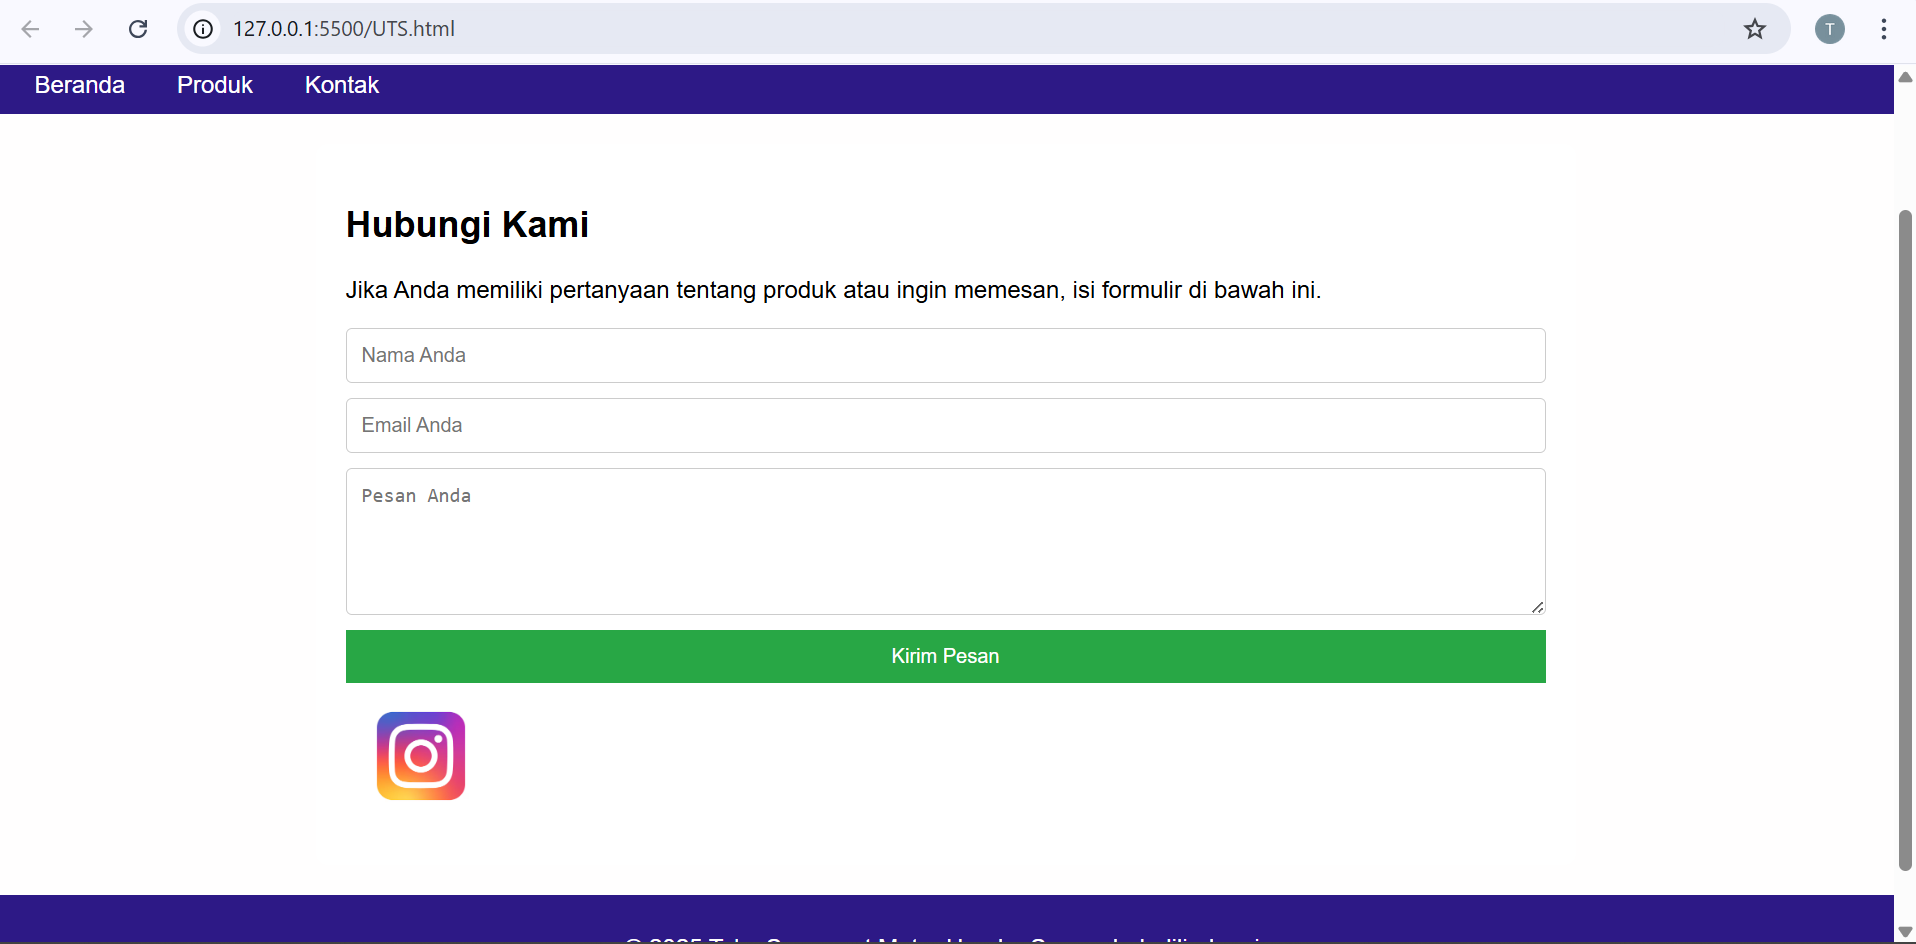 127.0.0.1:5500/UTS.html
T
Beranda Produk Kontak
Hubungi Kami
Jika Anda memiliki pertanyaan tentang produk atau ingin memesan, isi formulir di bawah ini.
Nama Anda
Email Anda
Pesan Anda
Kirim Pesan
© 2025